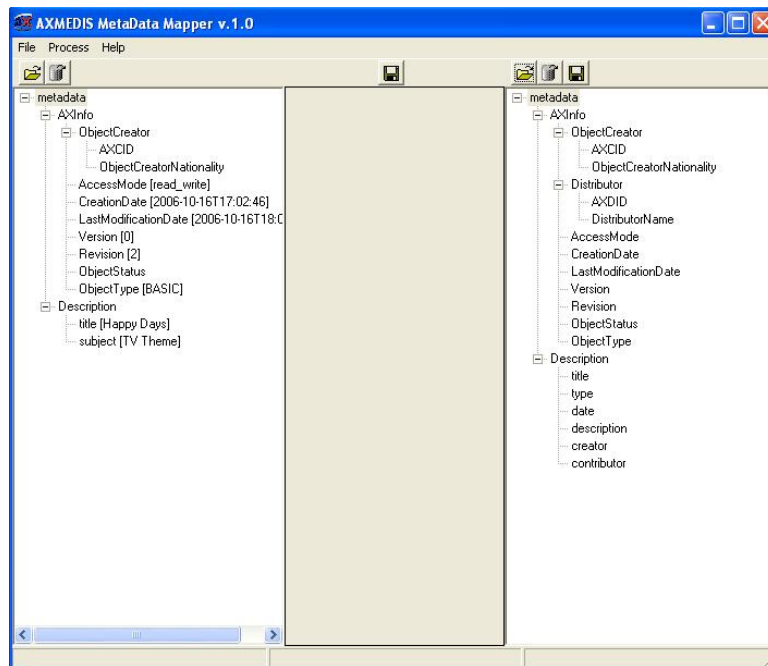 AXMEDIS MetaData Mapper v.1.0
File Process Help
metadata
AXInfo
ObjectCreator
AXCID
ObjectCreatorNationality
AccessMode [read_write]
CreationDate [2006-10-16T17:02:46]
LastModificationDate [2006-10-16T18:0
Version [0]
Revision [2]
ObjectStatus
ObjectType [BASIC]
Description
title [Happy Days]
subject [TV Theme]
metadata
AXInfo
ObjectCreator
AXCID
ObjectCreatorNationality
Distributor
AXDID
DistributorName
AccessMode
CreationDate
LastModificationDate
Version
Revision
ObjectStatus
ObjectType
Description
title
type
date
description
creator
contributor